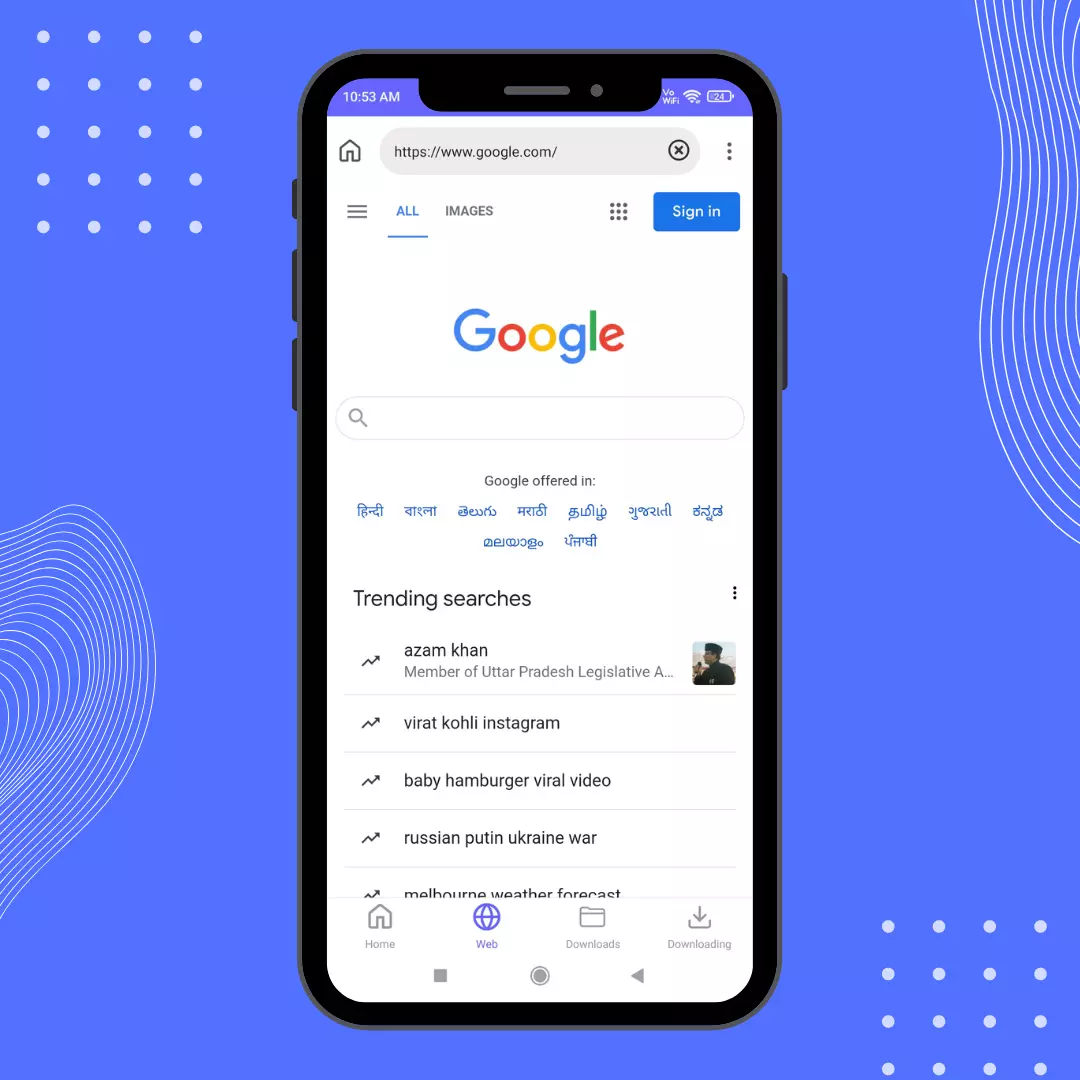 10:53 AM
Vo WiFi
24
https://www.google.com/
ALL IMAGES Sign in
Google
Google offered in:
हिन्दी বাংলা తెలుగు मराठी தமிழ் ગુજરાતી ಕನ್ನಡ
മലയാളം ਪੰਜਾਬੀ
Trending searches
azam khan
Member of Uttar Pradesh Legislative A...
virat kohli instagram
baby hamburger viral video
russian putin ukraine war
melbourne weather forecast
Home Web Downloads Downloading